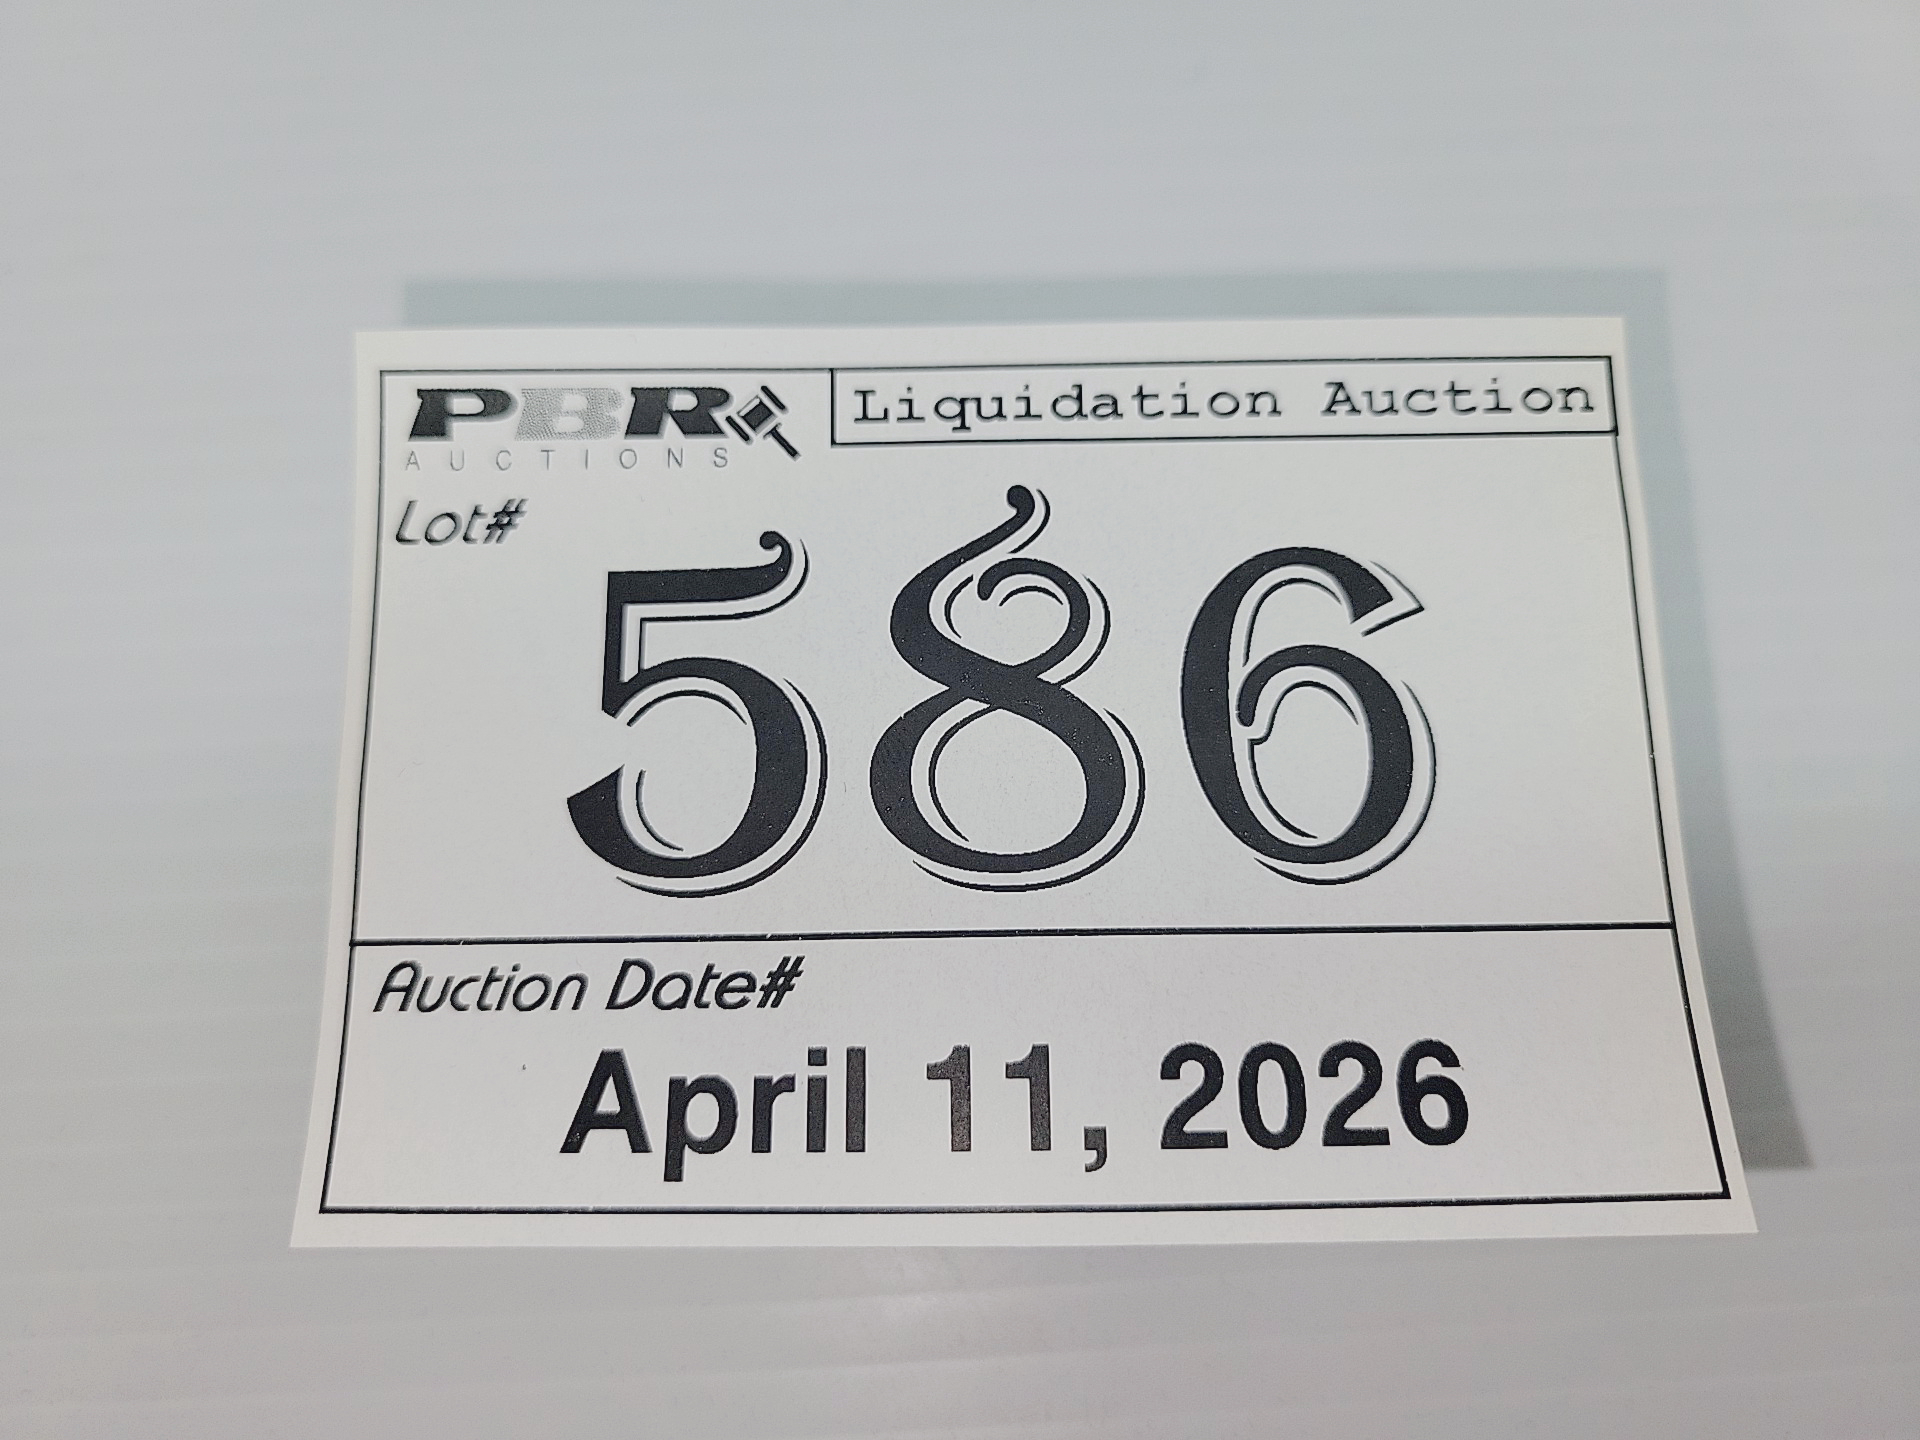 PBR
AUCTIONS
Liquidation Auction
Lot#
586
Auction Date#
April 11, 2026